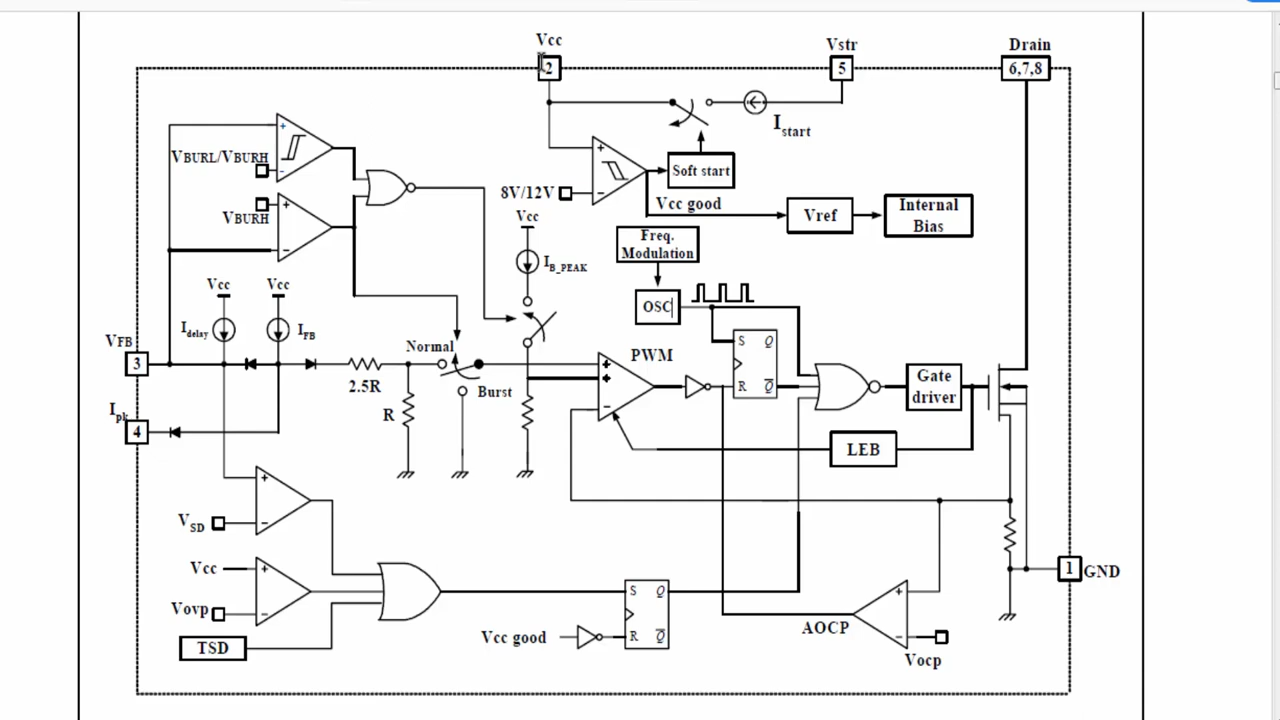 Vcc
Vstr
Drain
2
5
6,7,8
Istart
VBURL/VBURH
+
-
8V/12V
+
−
Soft start
Vcc good
Vref
Internal
Bias
VBURH
+
−
Vcc
IB_PEAK
Freq.
Modulation
OSC
Vcc
Vcc
Idelay
IFB
VFB
3
2.5R
Normal
Burst
R
PWM
+
+
−
S
Q
R
Q̅
Gate
driver
LEB
Ipk
4
+
−
VSD
Vcc
+
Vovp
−
TSD
Vcc good
S
Q
R
Q̅
AOCP
+
−
Vocp
1
GND